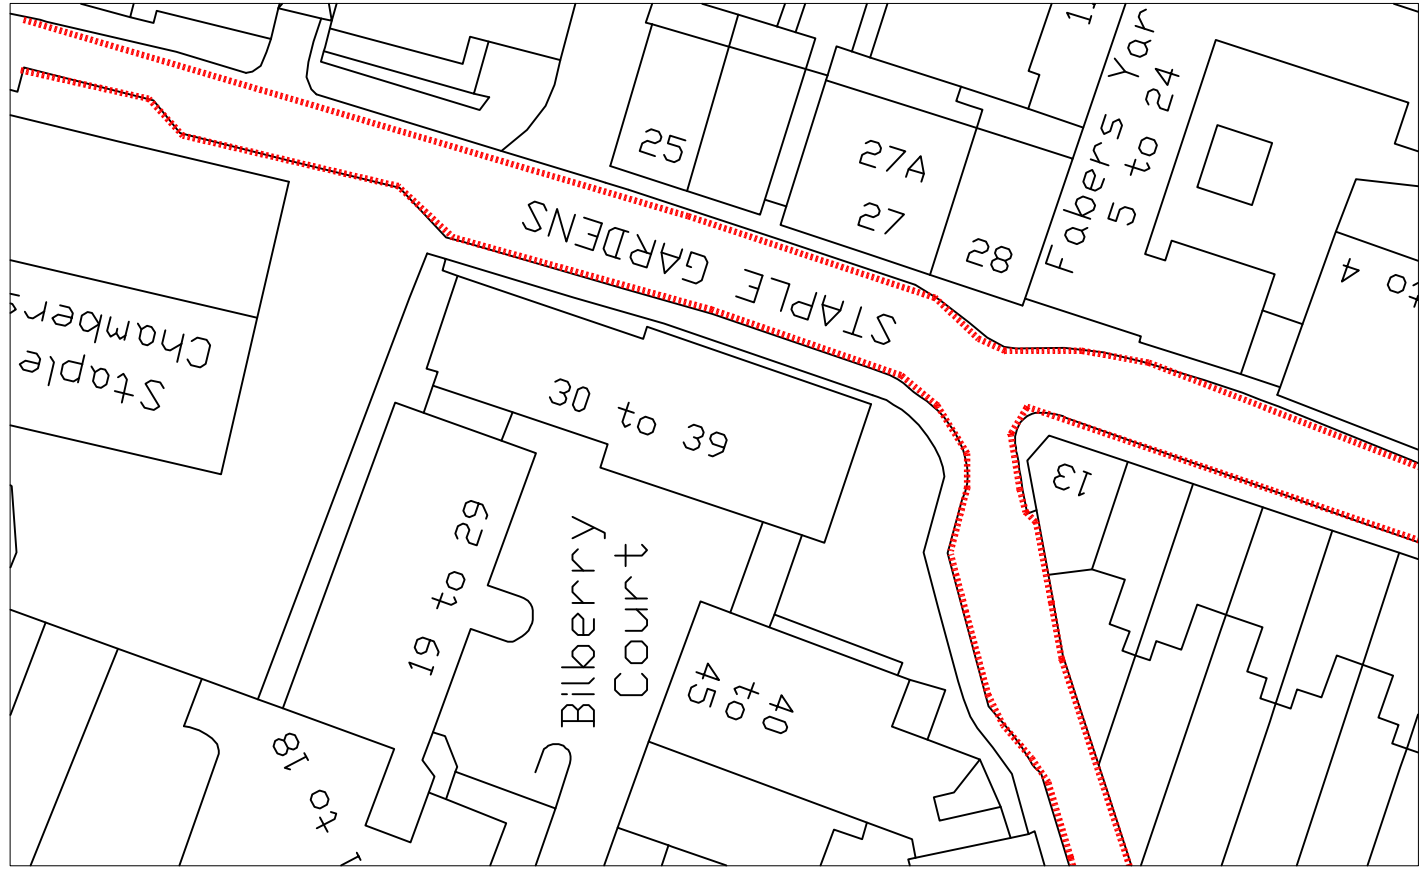 25
27A
27
28
Fabers Yar
5 to 24
to 4
STAPLE GARDENS
Staple
Chambers
30 to 39
13
19 to 29
Bilberry
Court
40
to
45
to 18